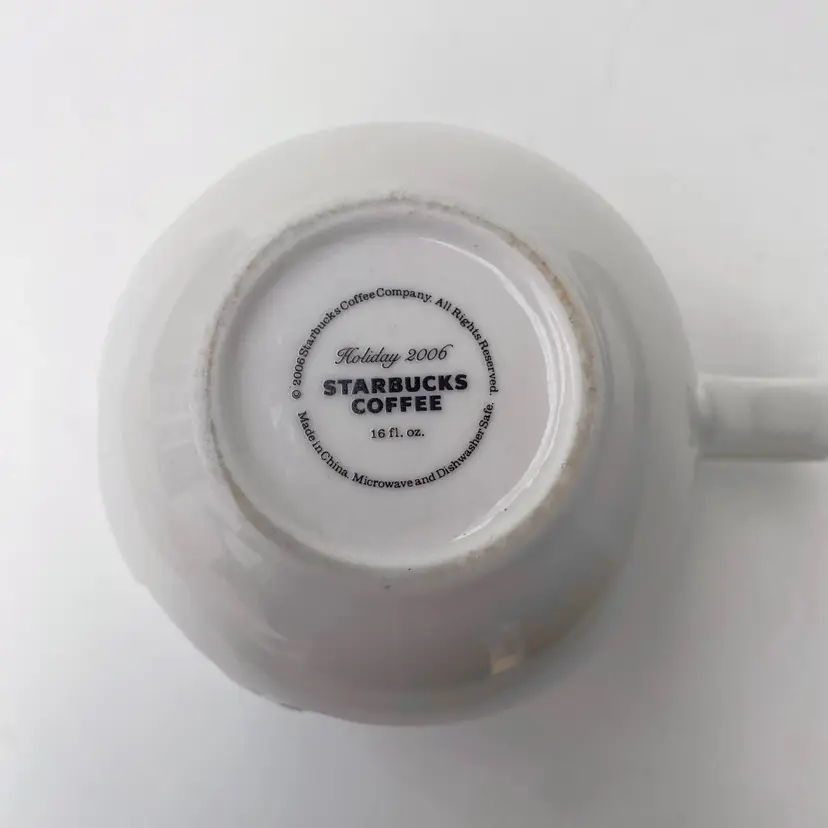 © 2006 Starbucks Coffee Company. All Rights Reserved.
Holiday 2006
STARBUCKS
COFFEE
16 fl. oz.
Made in China. Microwave and Dishwasher Safe.